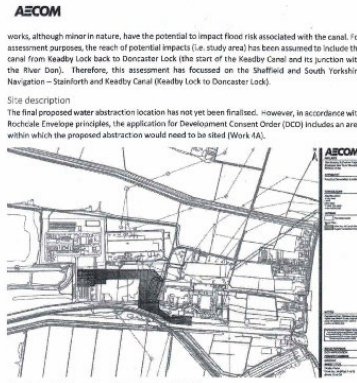 AECOM
works, although minor in nature, have the potential to impact flood risk associated with the canal. For
assessment purposes, the reach of potential impacts (i.e. study area) has been assumed to include the
canal from Keadby Lock back to Doncaster Lock (the start of the Keadby Canal and its junction with
the River Don). Therefore, this assessment has focussed on the Sheffield and South Yorkshire
Navigation – Stainforth and Keadby Canal (Keadby Lock to Doncaster Lock).
Site description
The final proposed water abstraction location has not yet been finalised. However, in accordance with
Rochdale Envelope principles, the application for Development Consent Order (DCO) includes an area
within which the proposed abstraction would need to be sited (Work 4A).
AECOM